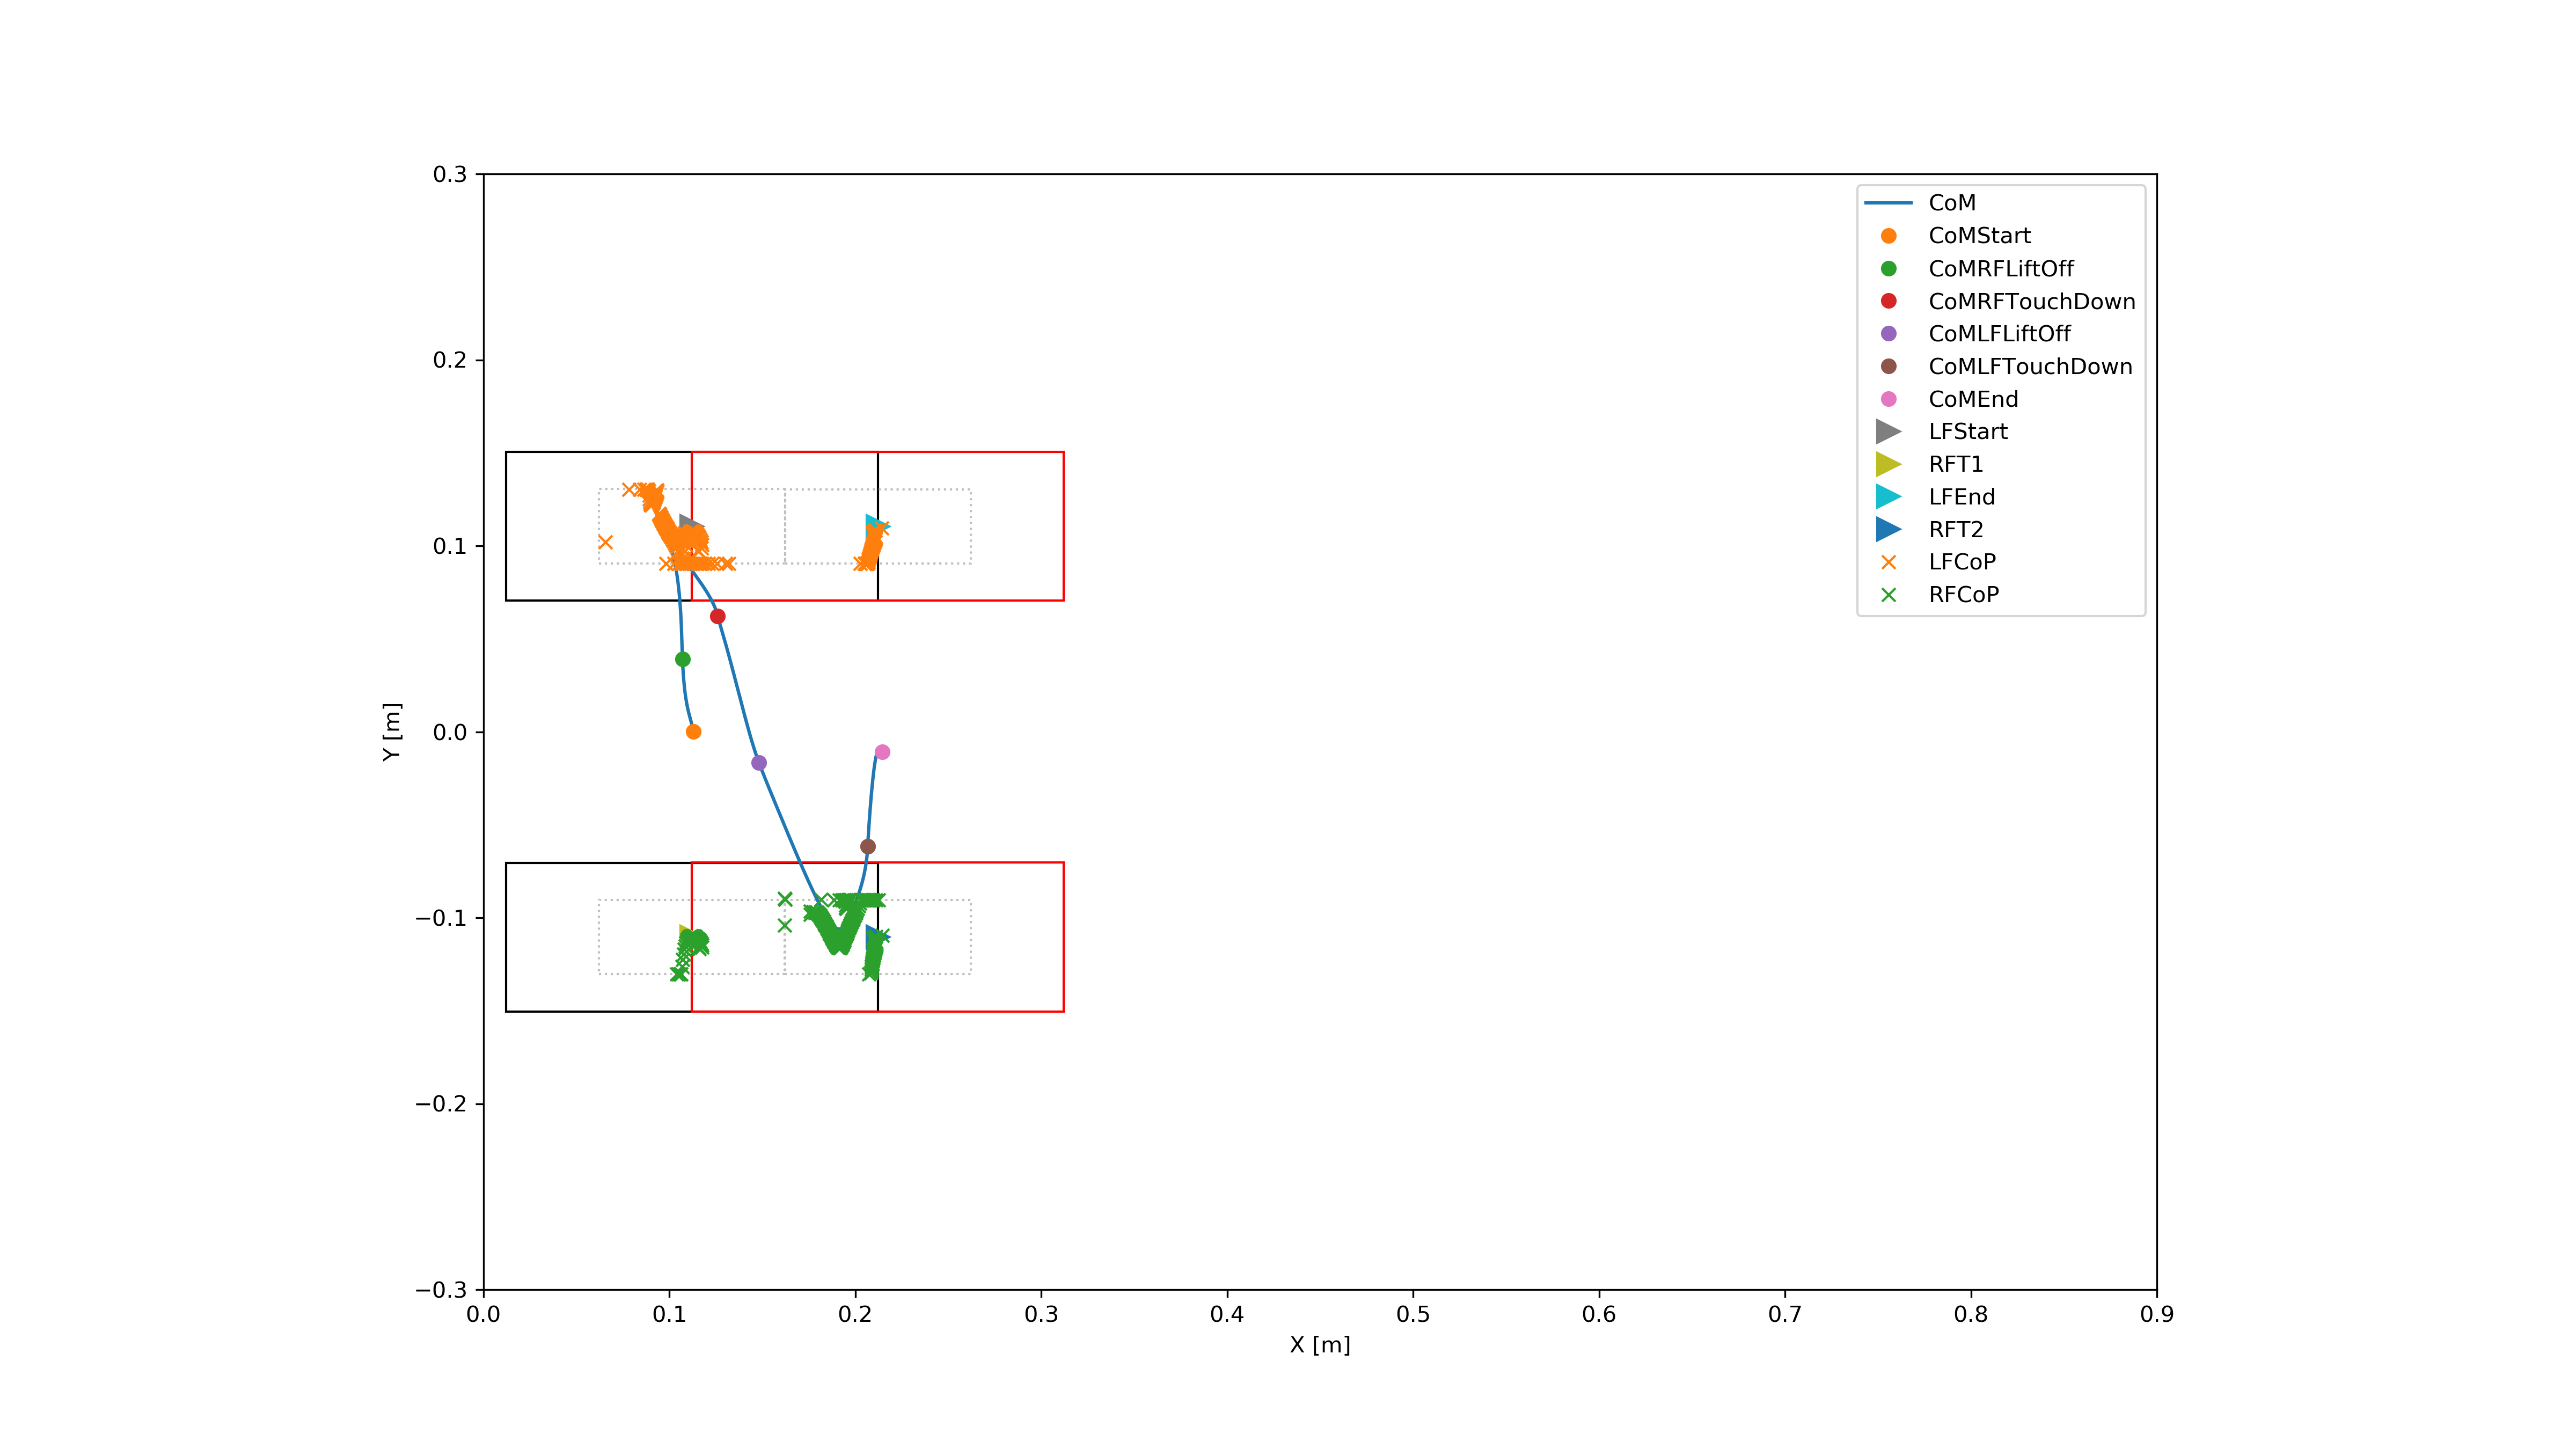 0.3
0.2
0.1
0.0
−0.1
−0.2
−0.3
Y [m]
0.0 0.1 0.2 0.3 0.4 0.5 0.6 0.7 0.8 0.9
X [m]
CoM
CoMStart
CoMRFLiftOff
CoMRFTouchDown
CoMLFLiftOff
CoMLFTouchDown
CoMEnd
LFStart
RFT1
LFEnd
RFT2
LFCoP
RFCoP